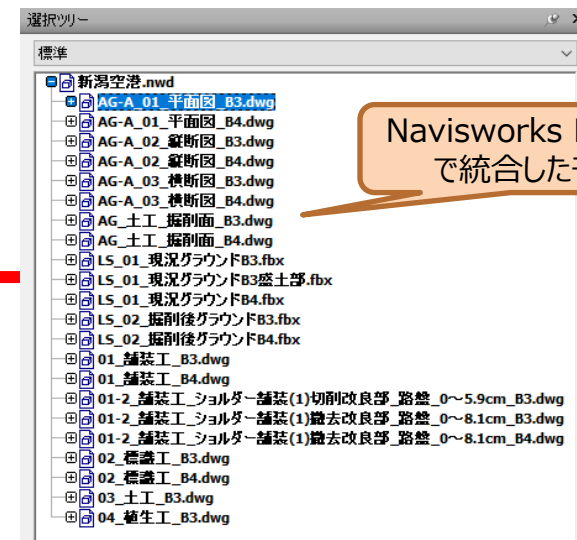 選択ツリー
標準
新潟空港.nwd
AG-A_01_平面図_B3.dwg
AG-A_01_平面図_B4.dwg
AG-A_02_縦断図_B3.dwg
AG-A_02_縦断図_B4.dwg
AG-A_03_横断図_B3.dwg
AG-A_03_横断図_B4.dwg
AG_土工_掘削面_B3.dwg
AG_土工_掘削面_B4.dwg
LS_01_現況グラウンドB3.fbx
LS_01_現況グラウンドB3盛土部.fbx
LS_01_現況グラウンドB4.fbx
LS_02_掘削後グラウンドB3.fbx
LS_02_掘削後グラウンドB4.fbx
01_舗装工_B3.dwg
01_舗装工_B4.dwg
01-2_舗装工_ショルダー舗装(1)切削改良部_路盤_0～5.9cm_B3.dwg
01-2_舗装工_ショルダー舗装(1)撤去改良部_路盤_0～8.1cm_B3.dwg
01-2_舗装工_ショルダー舗装(1)撤去改良部_路盤_0～8.1cm_B4.dwg
02_標識工_B3.dwg
02_標識工_B4.dwg
03_土工_B3.dwg
04_植生工_B3.dwg
Navisworks
で統合した